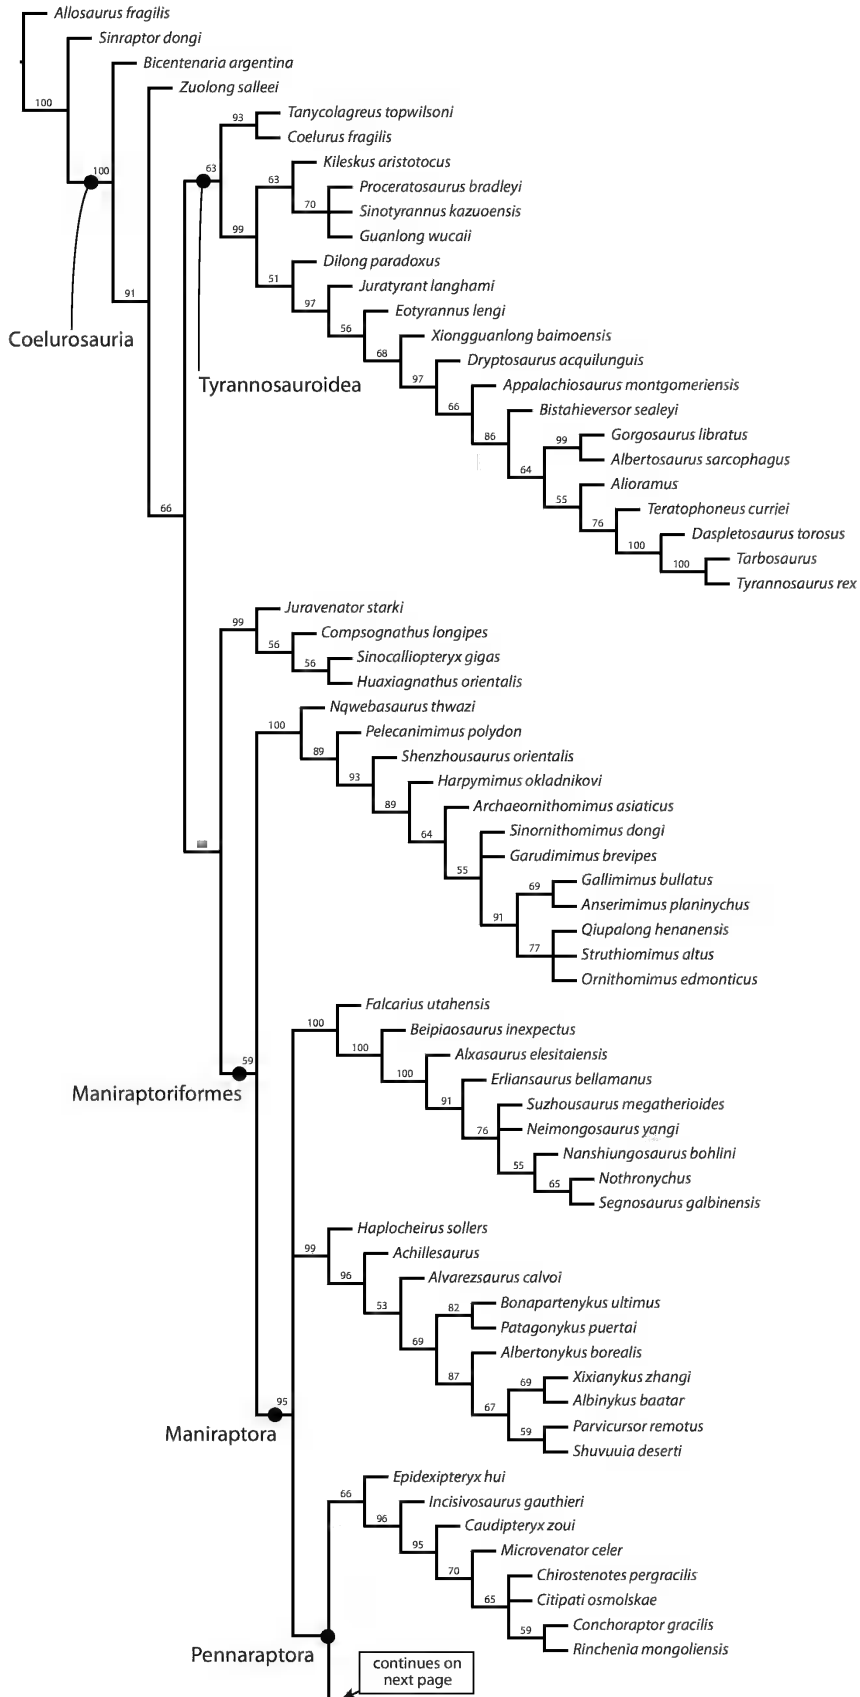 Allosaurus fragilis
Sinraptor dongi
Bicentenaria argentina
Zuolong salleei
100
Tanycolagreus topwilsoni
93
Coelurus fragilis
Kileskus aristotocus
100
63
63
Proceratosaurus bradleyi
70
Sinotyrannus kazuoensis
99
Guanlong wucaii
Dilong paradoxus
51
Juratyrant langhami
91
97
Eotyrannus lengi
56
Xiongguanlong baimoensis
Coelurosauria
68
Dryptosaurus acquilunguis
97
Tyrannosauroidea
Appalachiosaurus montgomeriensis
66
Bistahieversor sealeyi
86
99
Gorgosaurus libratus
Albertosaurus sarcophagus
64
Alioramus
55
66
Teratophoneus curriei
76
Daspletosaurus torosus
100
Tarbosaurus
100
Tyrannosaurus rex
Juravenator starki
99
Compsognathus longipes
56
Sinocalliopteryx gigas
56
Huaxiagnathus orientalis
Nqwebasaurus thwazi
100
Pelecanimimus polydon
89
Shenzhousaurus orientalis
93
Harpymimus okladnikovi
89
Archaeornithomimus asiaticus
64
Sinornithomimus dongi
Garudimimus brevipes
55
69
Gallimimus bullatus
Anserimimus planinychus
91
Qiupalong henanensis
77
Struthiomimus altus
Ornithomimus edmonticus
Falcarius utahensis
100
Beipiaosaurus inexpectus
100
Alxasaurus elesitaiensis
59
100
Erliansaurus bellamanus
Maniraptoriformes
91
Suzhousaurus megatherioides
76
Neimongosaurus yangi
Nanshiungosaurus bohlini
55
Nothronychus
65
Segnosaurus galbinensis
Haplocheirus sollers
99
Achillesaurus
96
Alvarezsaurus calvoi
53
82
Bonapartenykus ultimus
Patagonykus puertai
69
Albertonykus borealis
87
69
Xixianykus zhangi
95
67
Albinykus baatar
Maniraptora
59
Parvicursor remotus
Shuvuuia deserti
Epidexipteryx hui
66
Incisivosaurus gauthieri
96
Caudipteryx zoui
95
Microvenator celer
70
Chirostenotes pergracilis
65
Citipati osmolskae
59
Conchoraptor gracilis
Rinchenia mongoliensis
Pennaraptora
continues on
next page